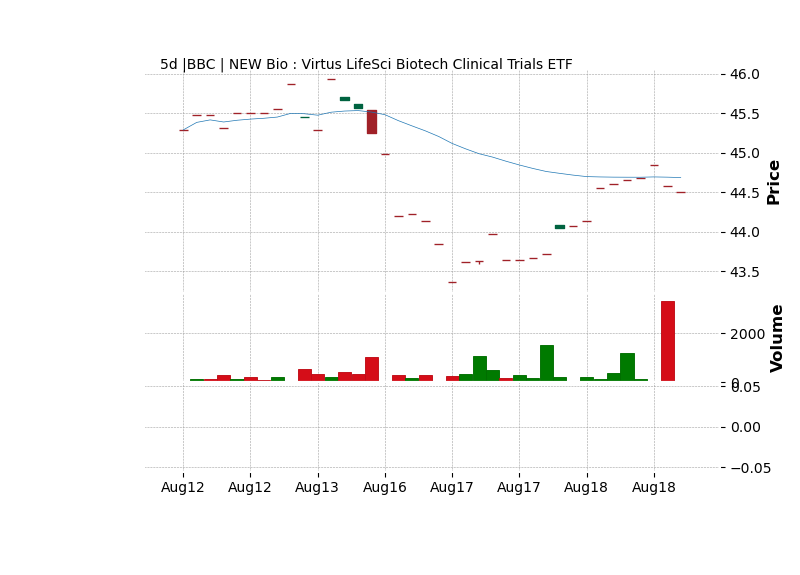 5d |BBC | NEW Bio : Virtus LifeSci Biotech Clinical Trials ETF
46.0
45.5
45.0
44.5
44.0
43.5
Price
2000
0
Volume
0.05
0.00
−0.05
Aug12 Aug12 Aug13 Aug16 Aug17 Aug17 Aug18 Aug18